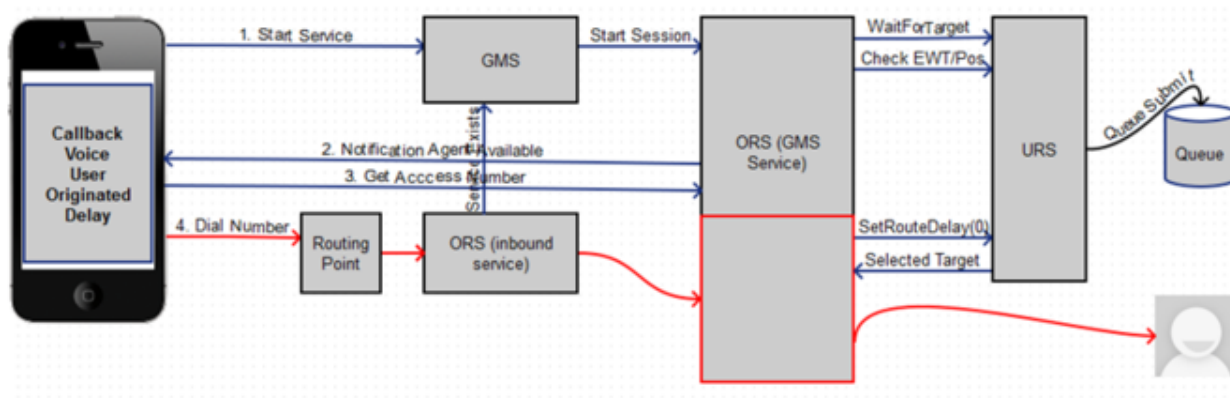 1. Start Service
GMS
Start Session
WaitForTarget
Check EWT/Pos
Queue Submit
Callback
Voice
User
Originated
Delay
ORS (GMS
Service)
URS
Queue
2. Notification Agent Available
3. Get Acccess Number
Service exists
4. Dial Number
Routing
Point
ORS (inbound
service)
SetRouteDelay(0)
Selected Target